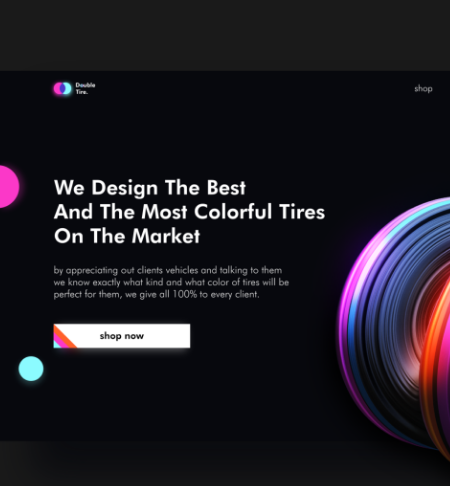 Double
Tire.
shop
We Design The Best
And The Most Colorful Tires
On The Market
by appreciating out clients vehicles and talking to them
we know exactly what kind and what color of tires will be
perfect for them, we give all 100% to every client.
shop now